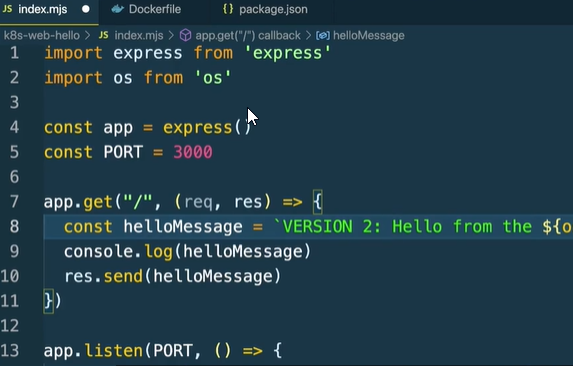 JS index.mjs Dockerfile {} package.json
k8s-web-hello > JS index.mjs > app.get("/") callback > helloMessage
1 import express from 'express'
2 import os from 'os'
3
4 const app = express()
5 const PORT = 3000
6
7 app.get("/", (req, res) => {
8 const helloMessage = `VERSION 2: Hello from the ${o
9 console.log(helloMessage)
10 res.send(helloMessage)
11 })
12
13 app.listen(PORT, () => {